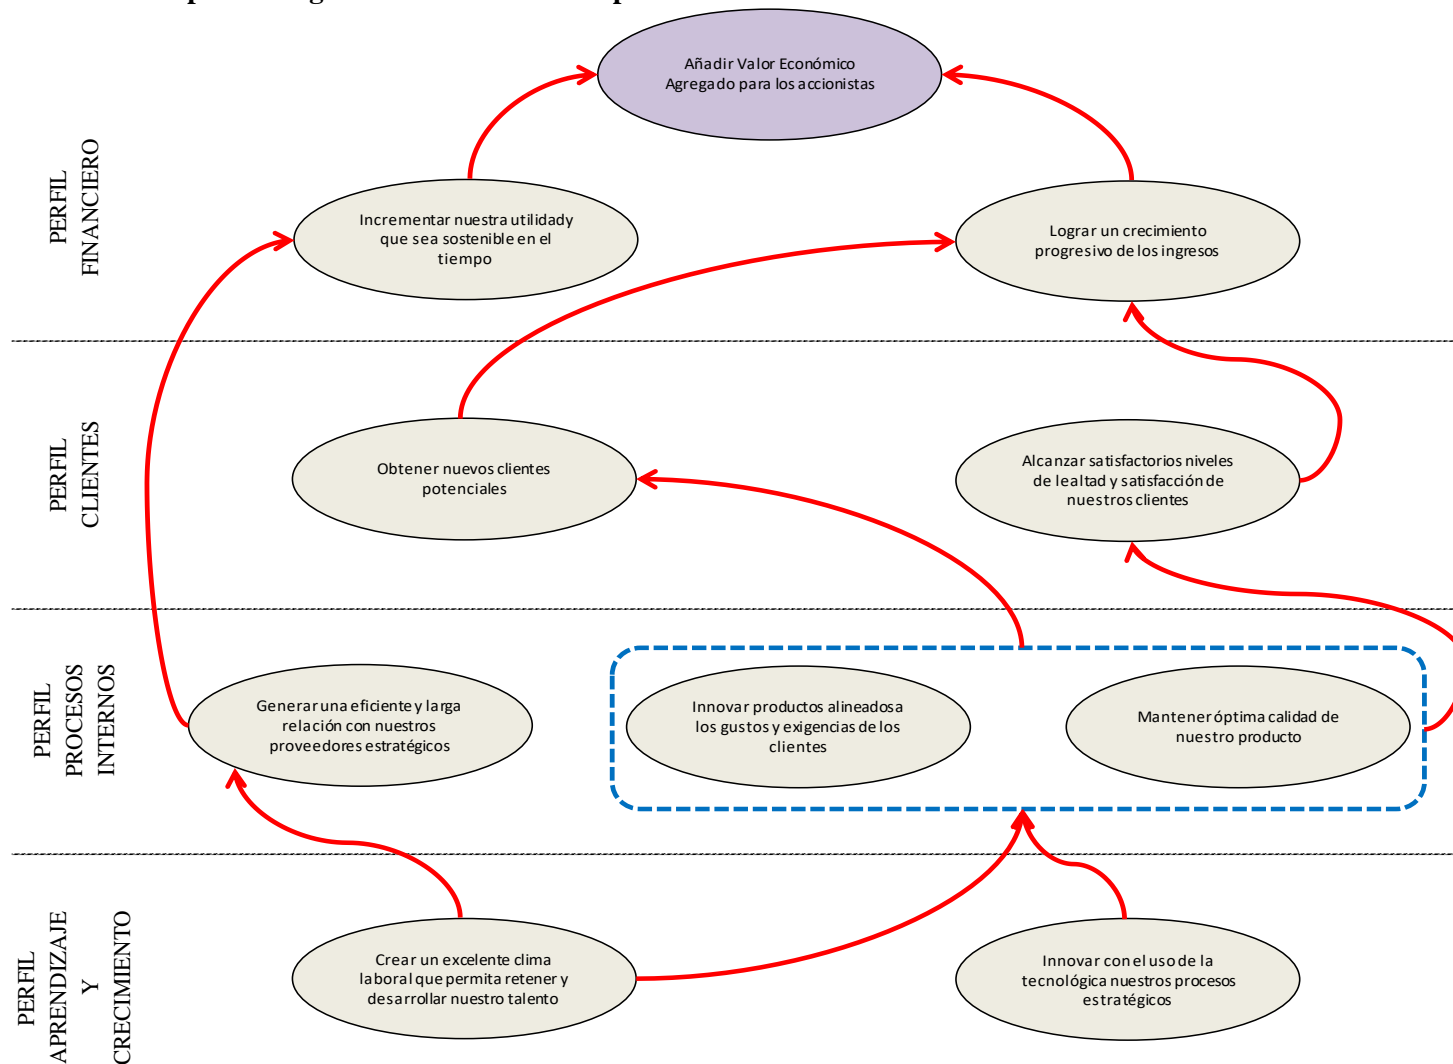 Añadir Valor Económico
Agregado para los accionistas
PERFIL
FINANCIERO
Incrementar nuestra utilidad y
que sea sostenible en el
tiempo
Lograr un crecimiento
progresivo de los ingresos
PERFIL
CLIENTES
Obtener nuevos clientes
potenciales
Alcanzar satisfactorios niveles
de lealtad y satisfacción de
nuestros clientes
PERFIL
PROCESOS
INTERNOS
Generar una eficiente y larga
relación con nuestros
proveedores estratégicos
Innovar productos alineados a
los gustos y exigencias de los
clientes
Mantener óptima calidad de
nuestro producto
PERFIL
APRENDIZAJE
Y
CRECIMIENTO
Crear un excelente clima
laboral que permita retener y
desarrollar nuestro talento
Innovar con el uso de la
tecnológica nuestros procesos
estratégicos